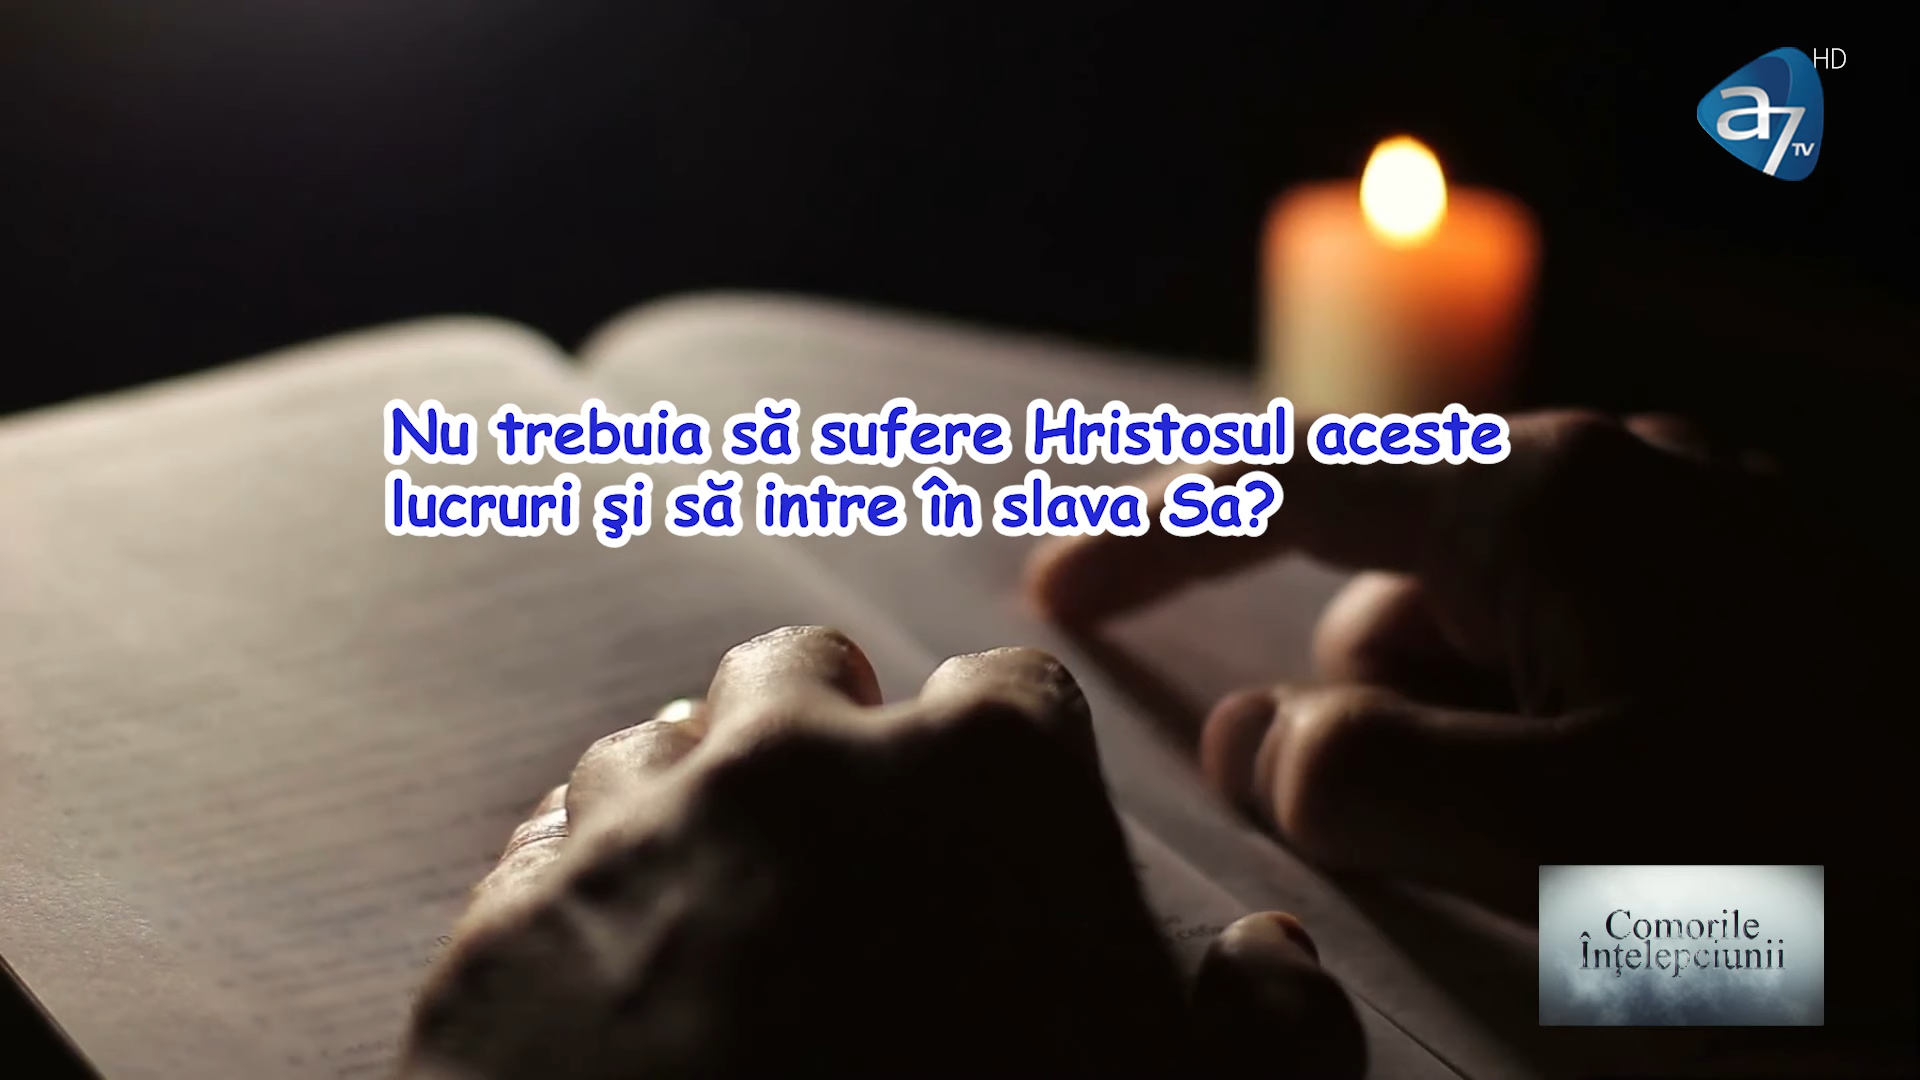 HD
a7
TV
Nu trebuia să sufere Hristosul aceste
lucruri şi să intre în slava Sa?
Comorile
Înţelepciunii